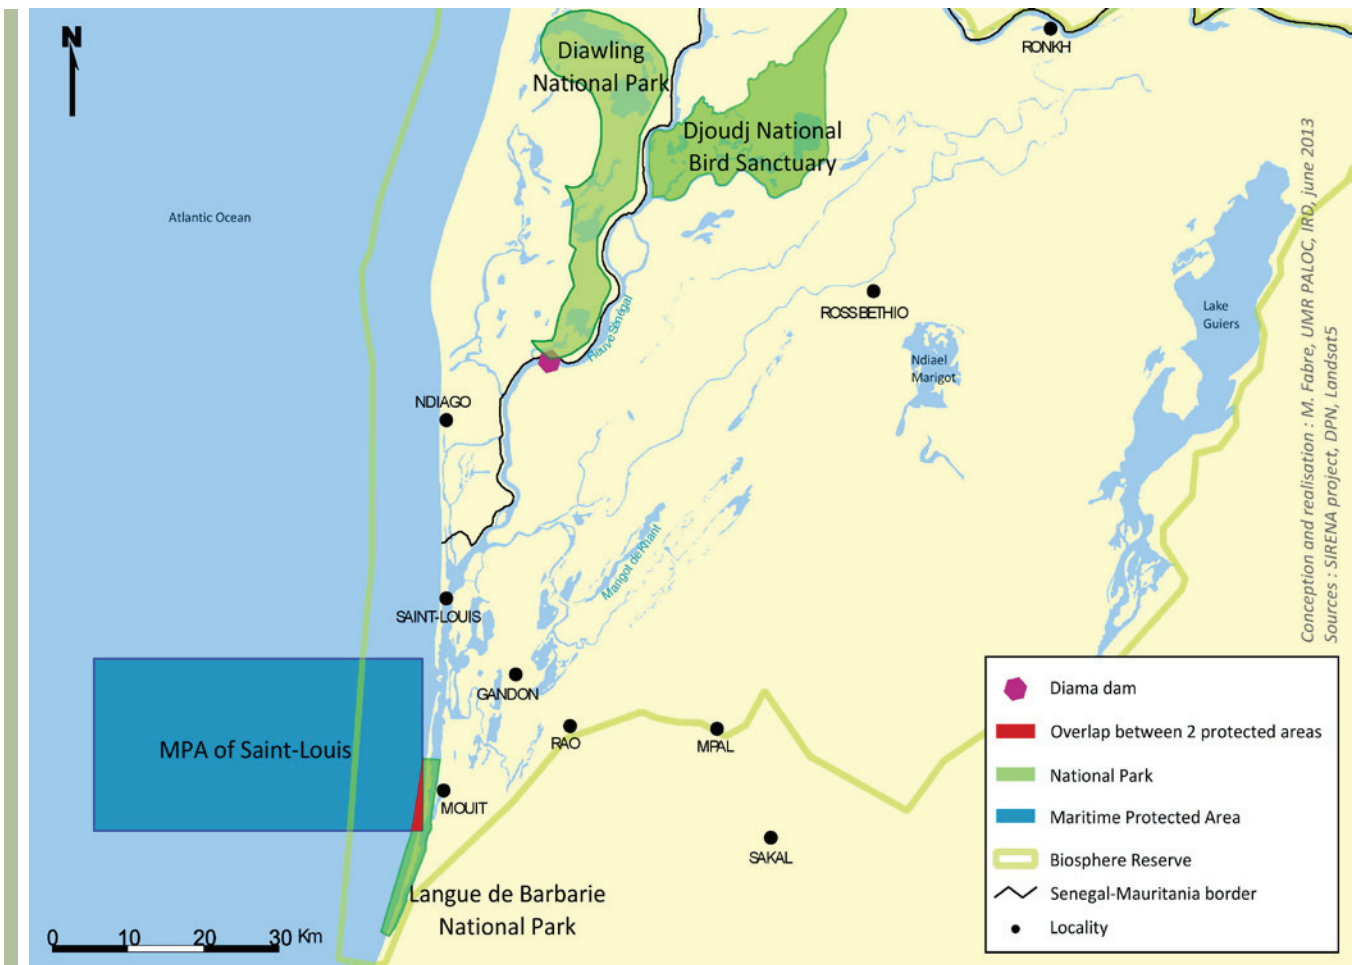 N
Diawling
National Park
RONKH
Djoudj National
Bird Sanctuary
Atlantic Ocean
Fleuve Sénégal
ROSS BETHIO
Lake
Guiers
Ndiael
Marigot
NDIAGO
Marigot de Khant
SAINT-LOUIS
GANDON
RAO
MPAL
MPA of Saint-Louis
MOUIT
SAKAL
Langue de Barbarie
National Park
0 10 20 30 Km
Conception and realisation : M. Fabre, UMR PALOC, IRD, june 2013
Sources : SIRENA project, DPN, Landsat5
Diama dam
Overlap between 2 protected areas
National Park
Maritime Protected Area
Biosphere Reserve
Senegal-Mauritania border
Locality